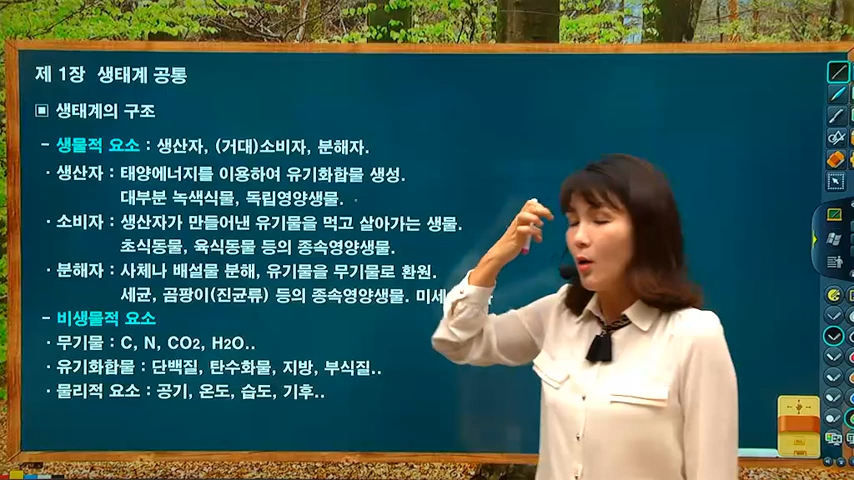 제 1장 생태계 공통
▣ 생태계의 구조
- 생물적 요소 : 생산자, (거대)소비자, 분해자.
· 생산자 : 태양에너지를 이용하여 유기화합물 생성.
대부분 녹색식물, 독립영양생물.
· 소비자 : 생산자가 만들어낸 유기물을 먹고 살아가는 생물.
초식동물, 육식동물 등의 종속영양생물.
· 분해자 : 사체나 배설물 분해, 유기물을 무기물로 환원.
세균, 곰팡이(진균류) 등의 종속영양생물.
- 비생물적 요소
· 무기물 : C, N, CO2, H2O..
· 유기화합물 : 단백질, 탄수화물, 지방, 부식질..
· 물리적 요소 : 공기, 온도, 습도, 기후..